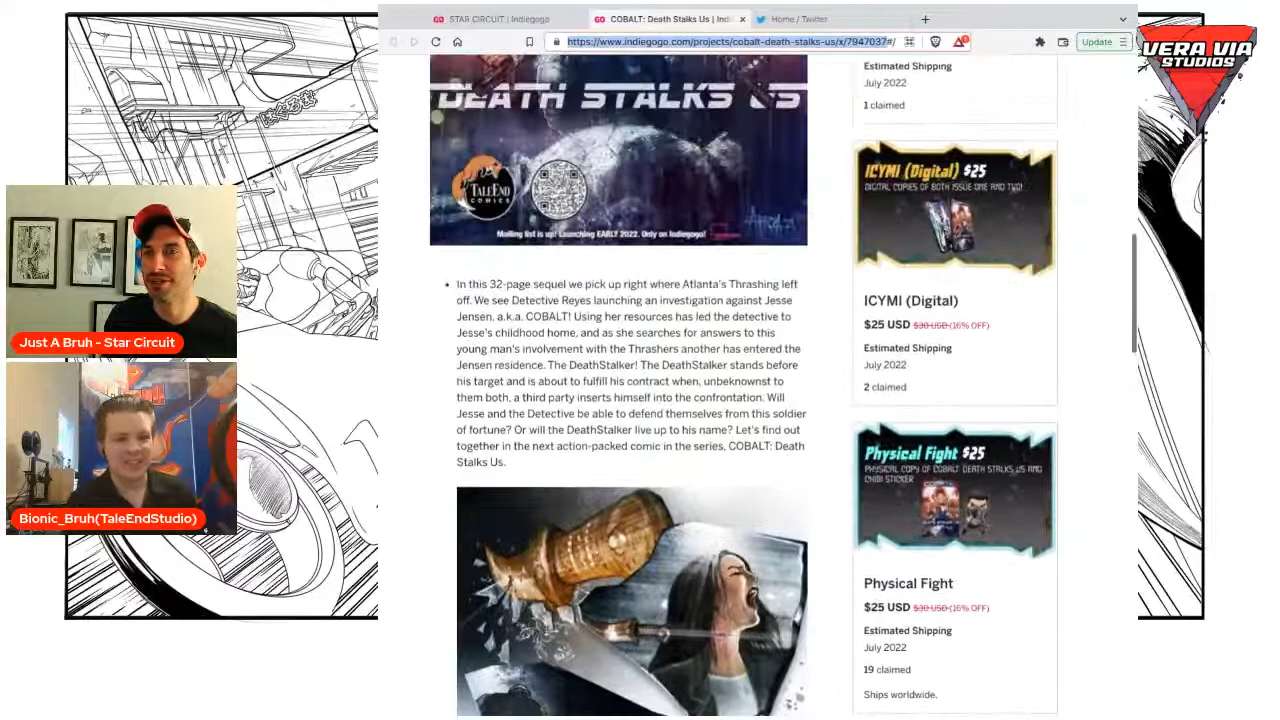 STAR CIRCUIT | Indiegogo
COBALT: Death Stalks Us | Indi
Home / Twitter
https://www.indiegogo.com/projects/cobalt-death-stalks-us/x/7947037#/
Update
VERA VIA
STUDIOS
DEATH STALKS US
TALEEND
COMICS
Mailing list is up! Launching EARLY 2022. Only on Indiegogo!
In this 32-page sequel we pick up right where Atlanta's Thrashing left
off. We see Detective Reyes launching an investigation against Jesse
Jensen, a.k.a. COBALT! Using her resources has led the detective to
Jesse's childhood home, and as she searches for answers to this
young man's involvement with the Thrashers another has entered the
Jensen residence. The DeathStalker! The DeathStalker stands before
his target and is about to fulfill his contract when, unbeknownst to
them both, a third party inserts himself into the confrontation. Will
Jesse and the Detective be able to defend themselves from this soldier
of fortune? Or will the DeathStalker live up to his name? Let's find out
together in the next action-packed comic in the series, COBALT: Death
Stalks Us.
Estimated Shipping
July 2022
1 claimed
ICYMI (Digital) $25
DIGITAL COPIES OF BOTH ISSUE ONE AND TWO!
ICYMI (Digital)
$25 USD $30 USD (16% OFF)
Estimated Shipping
July 2022
2 claimed
Physical Fight $25
PHYSICAL COPY OF COBALT DEATH STALKS US AND
CHIBI STICKER
Physical Fight
$25 USD $30 USD (16% OFF)
Estimated Shipping
July 2022
19 claimed
Ships worldwide.
Just A Bruh - Star Circuit
Bionic_Bruh(TaleEndStudio)